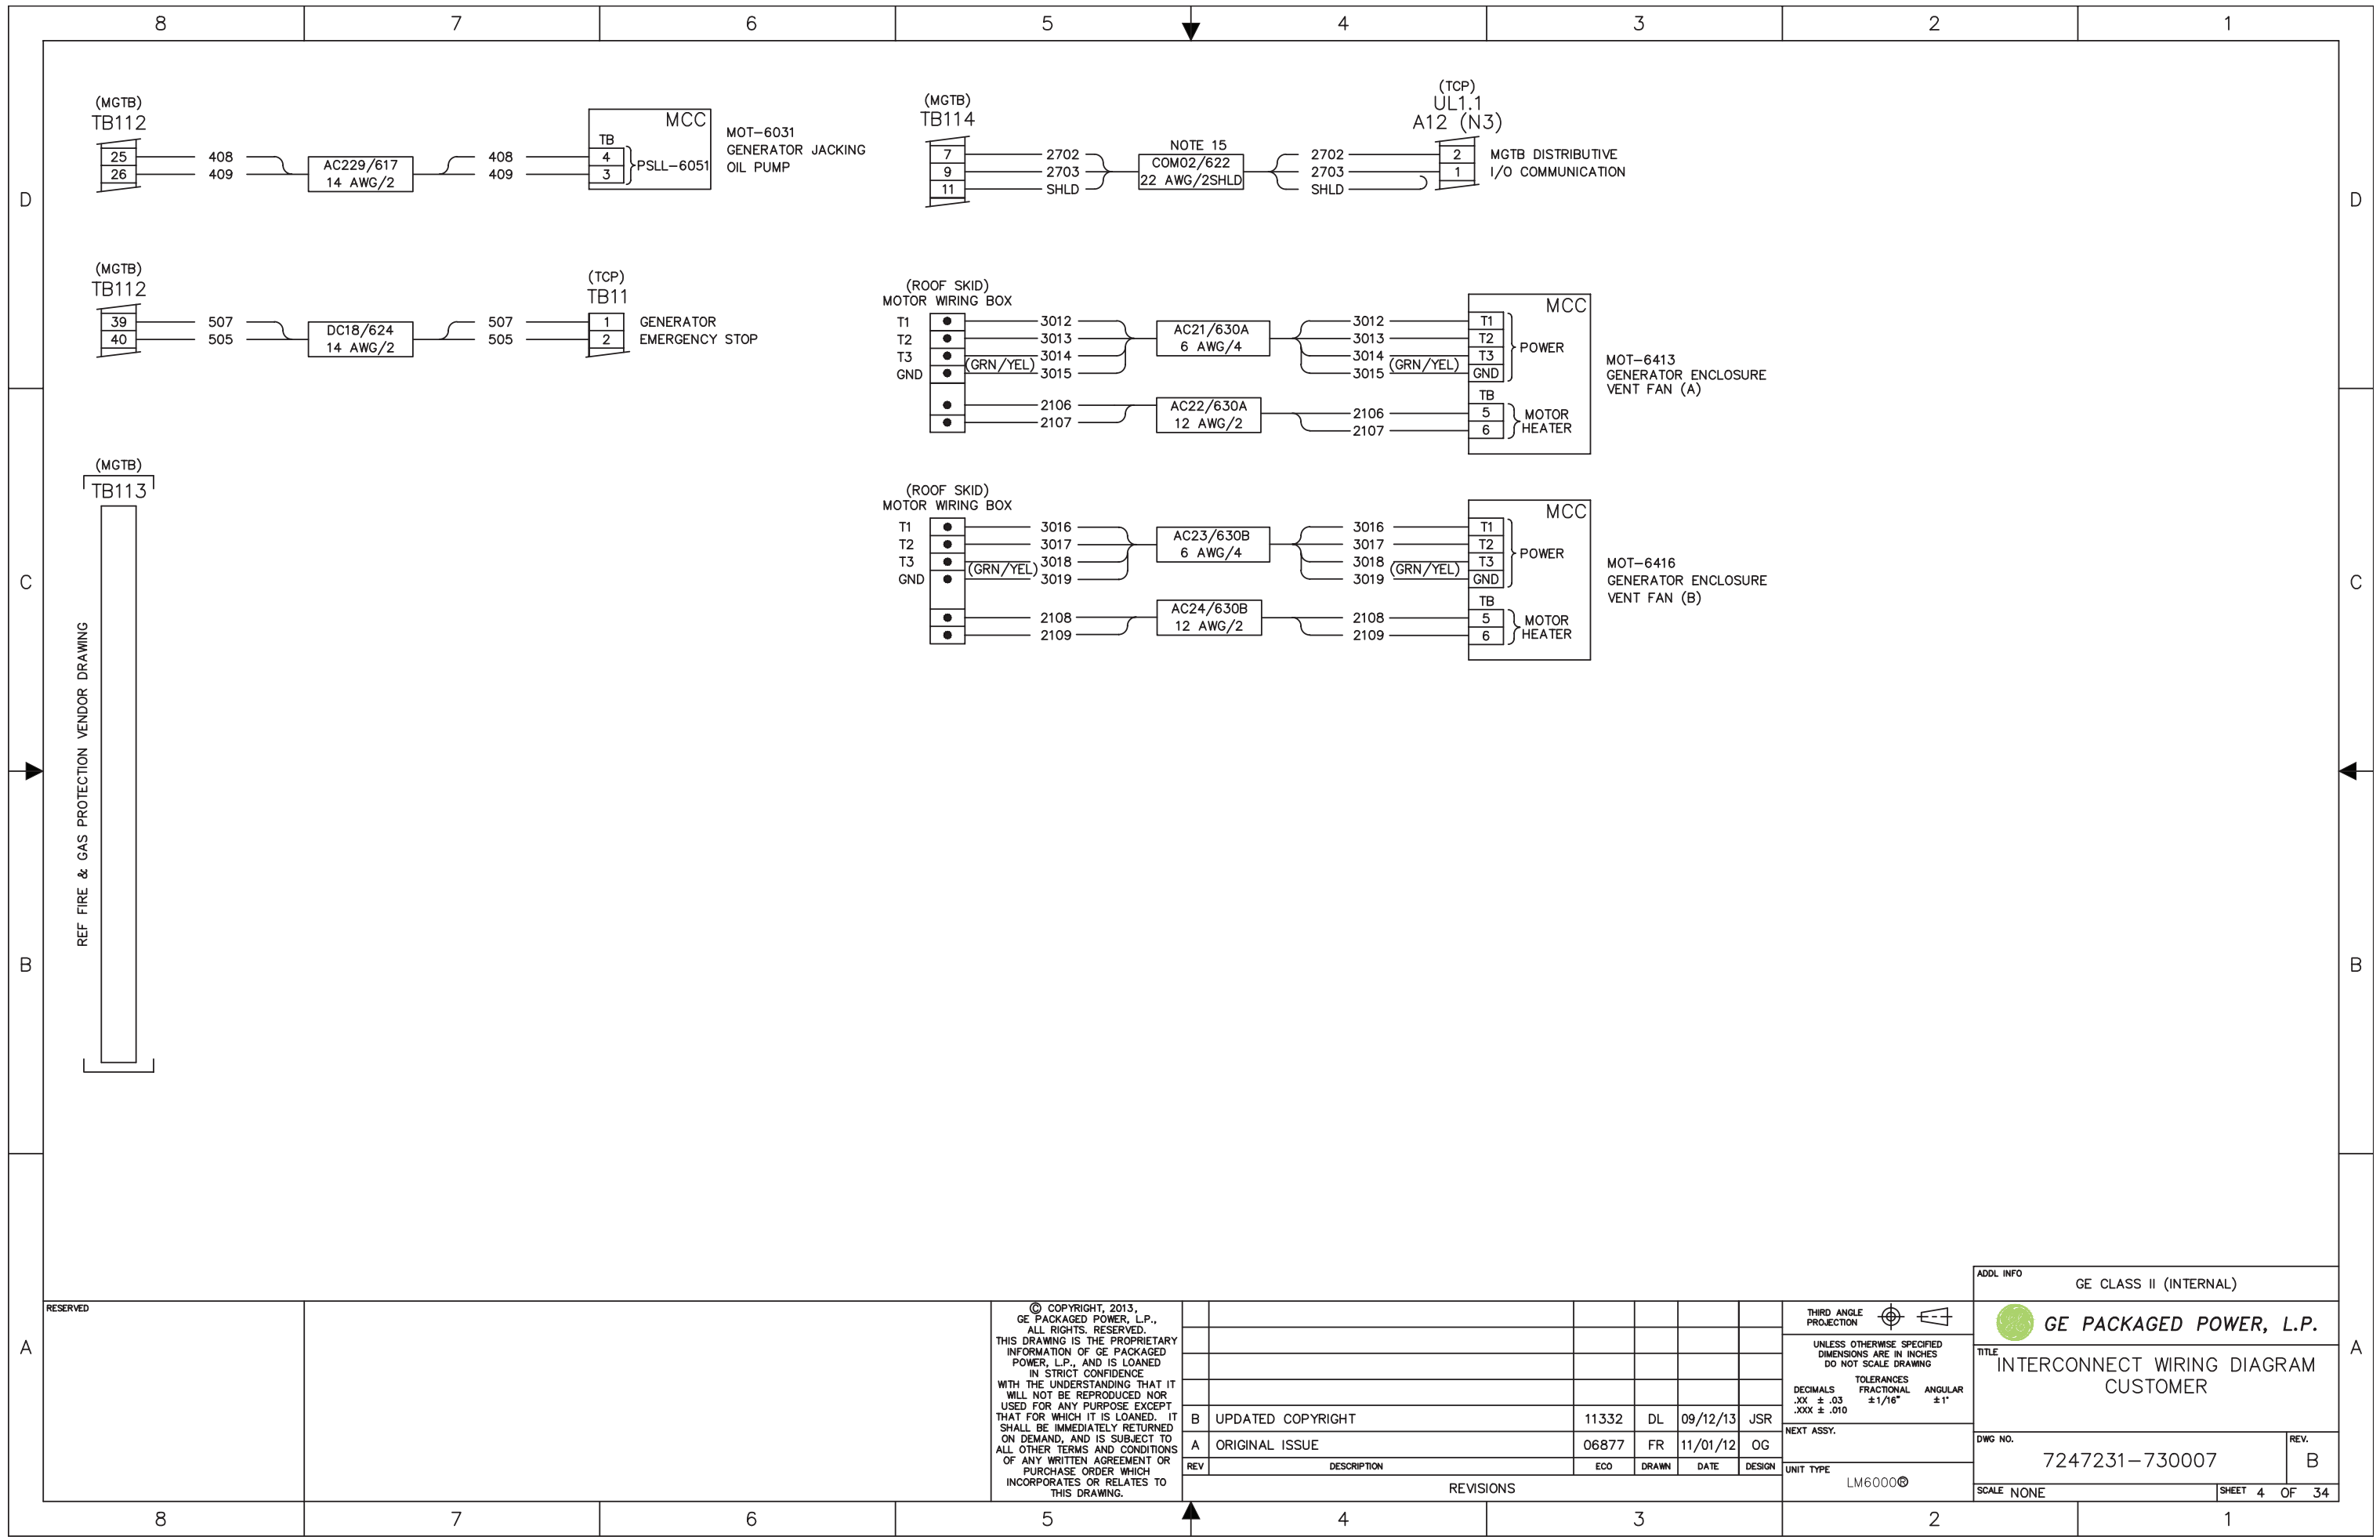 8 7 6 5 4 3 2 1
D
C
B
A
D
C
B
A
(MGTB)
TB112
25 408 408 4
26 409 409 3
AC229/617
14 AWG/2
MCC
TB
PSLL-6051
MOT-6031
GENERATOR JACKING
OIL PUMP
(MGTB)
TB112
39 507 507 1
40 505 505 2
DC18/624
14 AWG/2
(TCP)
TB11
GENERATOR
EMERGENCY STOP
(MGTB)
TB113
REF FIRE & GAS PROTECTION VENDOR DRAWING
(MGTB)
TB114
7 2702 2702 2
9 2703 2703 1
11 SHLD SHLD
NOTE 15
COM02/622
22 AWG/2SHLD
(TCP)
UL1.1
A12 (N3)
MGTB DISTRIBUTIVE
I/O COMMUNICATION
(ROOF SKID)
MOTOR WIRING BOX
T1 3012 3012 T1
T2 3013 3013 T2
T3 3014 3014 T3
GND (GRN/YEL) 3015 3015 (GRN/YEL) GND
AC21/630A
6 AWG/4
MCC
POWER
2106 2106 5
2107 2107 6
AC22/630A
12 AWG/2
TB
MOTOR
HEATER
MOT-6413
GENERATOR ENCLOSURE
VENT FAN (A)
(ROOF SKID)
MOTOR WIRING BOX
T1 3016 3016 T1
T2 3017 3017 T2
T3 3018 3018 T3
GND (GRN/YEL) 3019 3019 (GRN/YEL) GND
AC23/630B
6 AWG/4
MCC
POWER
2108 2108 5
2109 2109 6
AC24/630B
12 AWG/2
TB
MOTOR
HEATER
MOT-6416
GENERATOR ENCLOSURE
VENT FAN (B)
RESERVED
© COPYRIGHT, 2013,
GE PACKAGED POWER, L.P.,
ALL RIGHTS. RESERVED.
THIS DRAWING IS THE PROPRIETARY
INFORMATION OF GE PACKAGED
POWER, L.P., AND IS LOANED
IN STRICT CONFIDENCE
WITH THE UNDERSTANDING THAT IT
WILL NOT BE REPRODUCED NOR
USED FOR ANY PURPOSE EXCEPT
THAT FOR WHICH IT IS LOANED. IT
SHALL BE IMMEDIATELY RETURNED
ON DEMAND, AND IS SUBJECT TO
ALL OTHER TERMS AND CONDITIONS
OF ANY WRITTEN AGREEMENT OR
PURCHASE ORDER WHICH
INCORPORATES OR RELATES TO
THIS DRAWING.
B UPDATED COPYRIGHT 11332 DL 09/12/13 JSR
A ORIGINAL ISSUE 06877 FR 11/01/12 OG
REV DESCRIPTION ECO DRAWN DATE DESIGN
REVISIONS
THIRD ANGLE
PROJECTION
UNLESS OTHERWISE SPECIFIED
DIMENSIONS ARE IN INCHES
DO NOT SCALE DRAWING
TOLERANCES
DECIMALS FRACTIONAL ANGULAR
.XX ± .03 ±1/16" ±1°
.XXX ± .010
NEXT ASSY.
UNIT TYPE
LM6000®
ADDL INFO
GE CLASS II (INTERNAL)
GE PACKAGED POWER, L.P.
TITLE
INTERCONNECT WIRING DIAGRAM
CUSTOMER
DWG NO.
7247231-730007
REV.
B
SCALE NONE
SHEET 4 OF 34
8 7 6 5 4 3 2 1